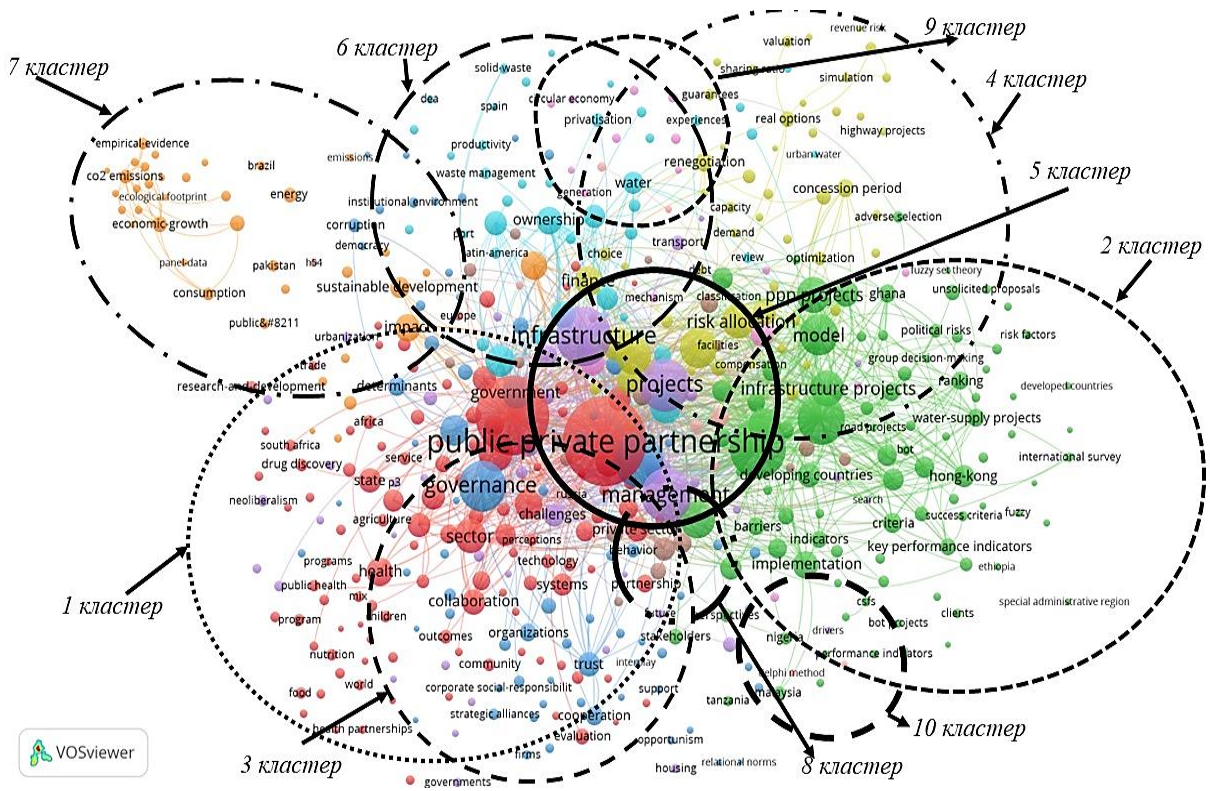 revenue risk
9 кластер
6 кластер
valuation
7 кластер
solid-waste
sharing ratio
simulation
4 кластер
dea
spain
circular economy
guarantees
privatisation
experiences
real options
highway projects
empirical-evidence
productivity
emissions
urban water
co2 emissions
brazil
waste management
renegotiation
5 кластер
ecological footprint
energy
generation
water
concession period
institutional environment
capacity
economic-growth
corruption
port
ownership
demand
adverse selection
2 кластер
democracy
latin-america
choice
transport
review
optimization
panel-data
pakistan
h54
debt
fuzzy set theory
consumption
sustainable development
finance
mechanism
classification
ppp projects
ghana
unsolicited proposals
public&#8211
europe
urbanization
impact
infrastructure
risk allocation
model
political risks
risk factors
facilities
trade
compensation
group decision-making
research-and-development
determinants
government
projects
infrastructure projects
ranking
developed countries
africa
road projects
water-supply projects
south africa
public private partnership
drug discovery
service
bot
international survey
state
p3
developing countries
hong-kong
neoliberalism
governance
russia
management
search
agriculture
challenges
success criteria
fuzzy
sector
perceptions
private sector
barriers
criteria
behavior
indicators
key performance indicators
programs
technology
implementation
ethiopia
health
public health
systems
partnership
1 кластер
mix
collaboration
csfs
special administrative region
program
children
future
perspectives
clients
bot projects
outcomes
organizations
stakeholders
nigeria
drivers
nutrition
community
trust
interplay
performance indicators
delphi method
food
world
corporate social-responsibilit
support
malaysia
tanzania
strategic alliances
cooperation
health partnerships
evaluation
10 кластер
opportunism
VOSviewer
3 кластер
firms
housing
relational norms
8 кластер
governments